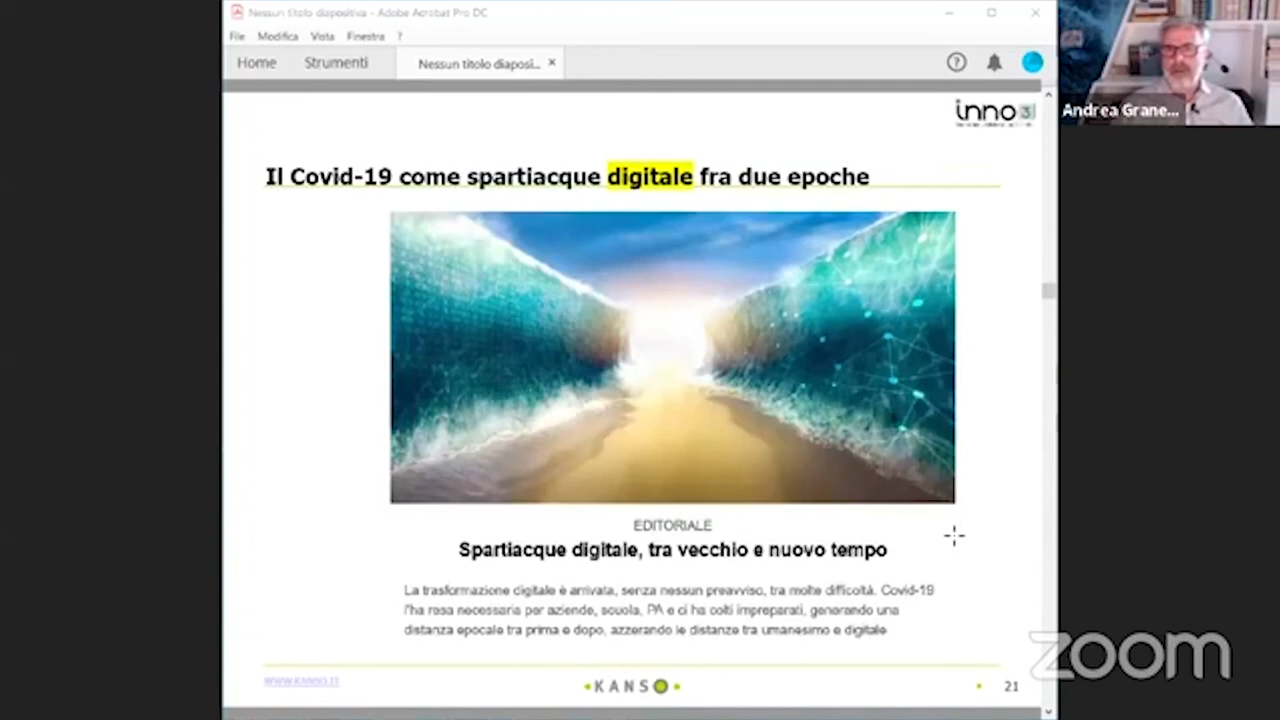 Nessun titolo diapositiva - Adobe Acrobat Pro DC
File Modifica Vista Finestra ?
Home Strumenti Nessun titolo diaposi... ×
inno3
Andrea Grane...
Il Covid-19 come spartiacque digitale fra due epoche
EDITORIALE
Spartiacque digitale, tra vecchio e nuovo tempo
La trasformazione digitale è arrivata, senza nessun preavviso, tra molte difficoltà. Covid-19
l'ha resa necessaria per aziende, scuola, PA e ci ha colti impreparati, generando una
distanza epocale tra prima e dopo, azzerando le distanze tra umanesimo e digitale
zoom
WWW.KANSO.IT
KANSO
21